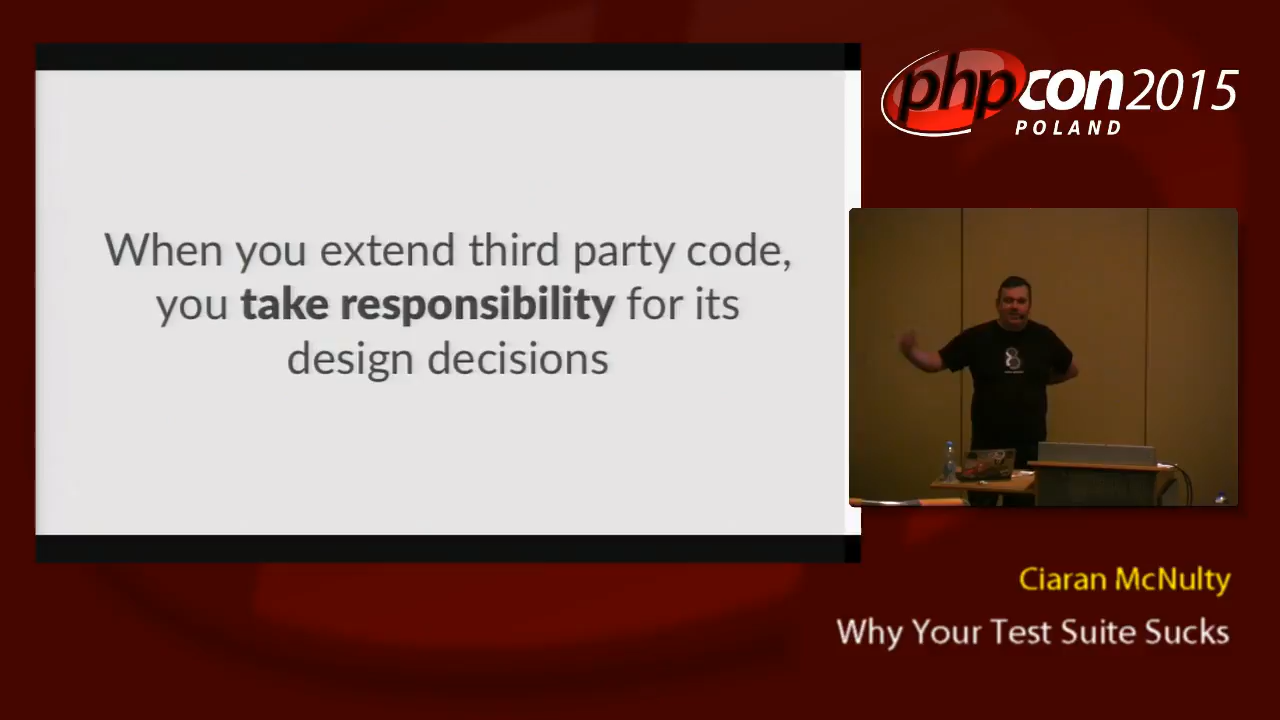 When you extend third party code,
you take responsibility for its
design decisions
phpcon2015
POLAND
Ciaran McNulty
Why Your Test Suite Sucks